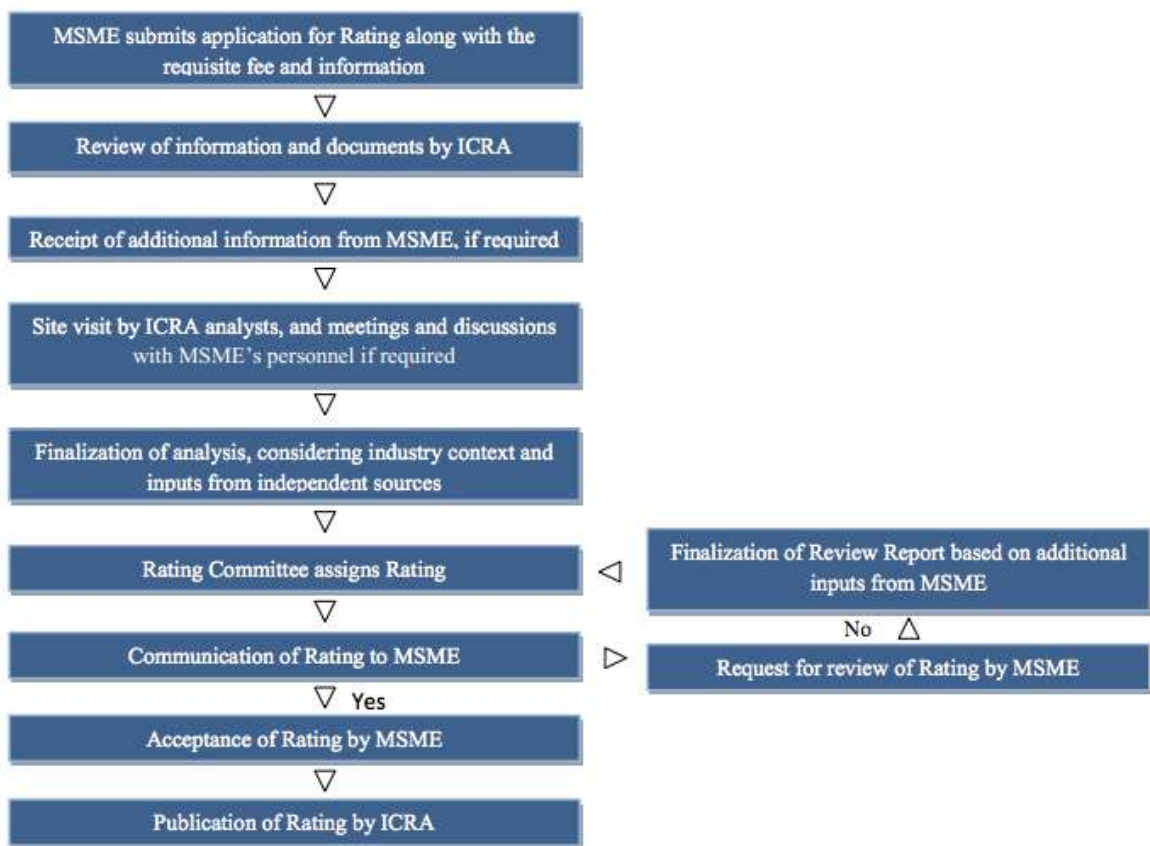 MSME submits application for Rating along with the
requisite fee and information
Review of information and documents by ICRA
Receipt of additional information from MSME, if required
Site visit by ICRA analysts, and meetings and discussions
with MSME's personnel if required
Finalization of analysis, considering industry context and
inputs from independent sources
Rating Committee assigns Rating
Finalization of Review Report based on additional
inputs from MSME
No
Communication of Rating to MSME
Request for review of Rating by MSME
Yes
Acceptance of Rating by MSME
Publication of Rating by ICRA